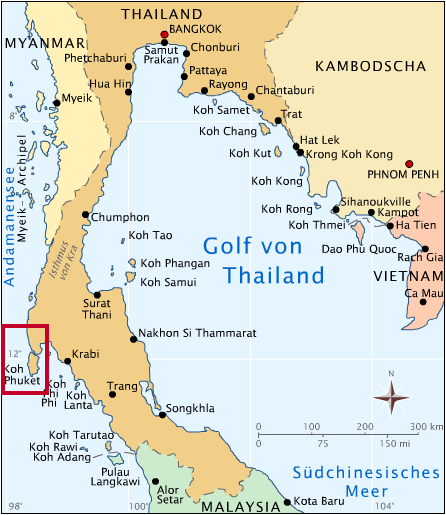 THAILAND
BANGKOK
MYANMAR
Samut
Prakan
Chonburi
Phetchaburi
KAMBODSCHA
Pattaya
Hua Hin
Rayong
Chantaburi
Myeik
Koh Samet
8°
Trat
Koh Chang
Hat Lek
Koh Kut
Krong Koh Kong
PHNOM PENH
Koh Kong
Andamanensee
Myeik-Archipel
Sihanoukville
Koh Rong
Kampot
Chumphon
Koh Thmei
Ha Tien
Koh Tao
Golf von
Thailand
Dao Phu Quoc
Rach Gia
Isthmus
von Kra
Koh Phangan
VIETNAM
Koh Samui
Ca Mau
Surat
Thani
Nakhon Si Thammarat
12°
Krabi
Koh
Phuket
N
Koh
Phi
Phi
Trang
Koh
Lanta
Songkhla
0 100 200 300 km
0 75 150 mi
Koh Tarutao
Koh Rawi
Koh Adang
Pulau
Langkawi
Südchinesisches
Meer
Alor
Setar
Kota Baru
98°
100°
MALAYSIA
104°